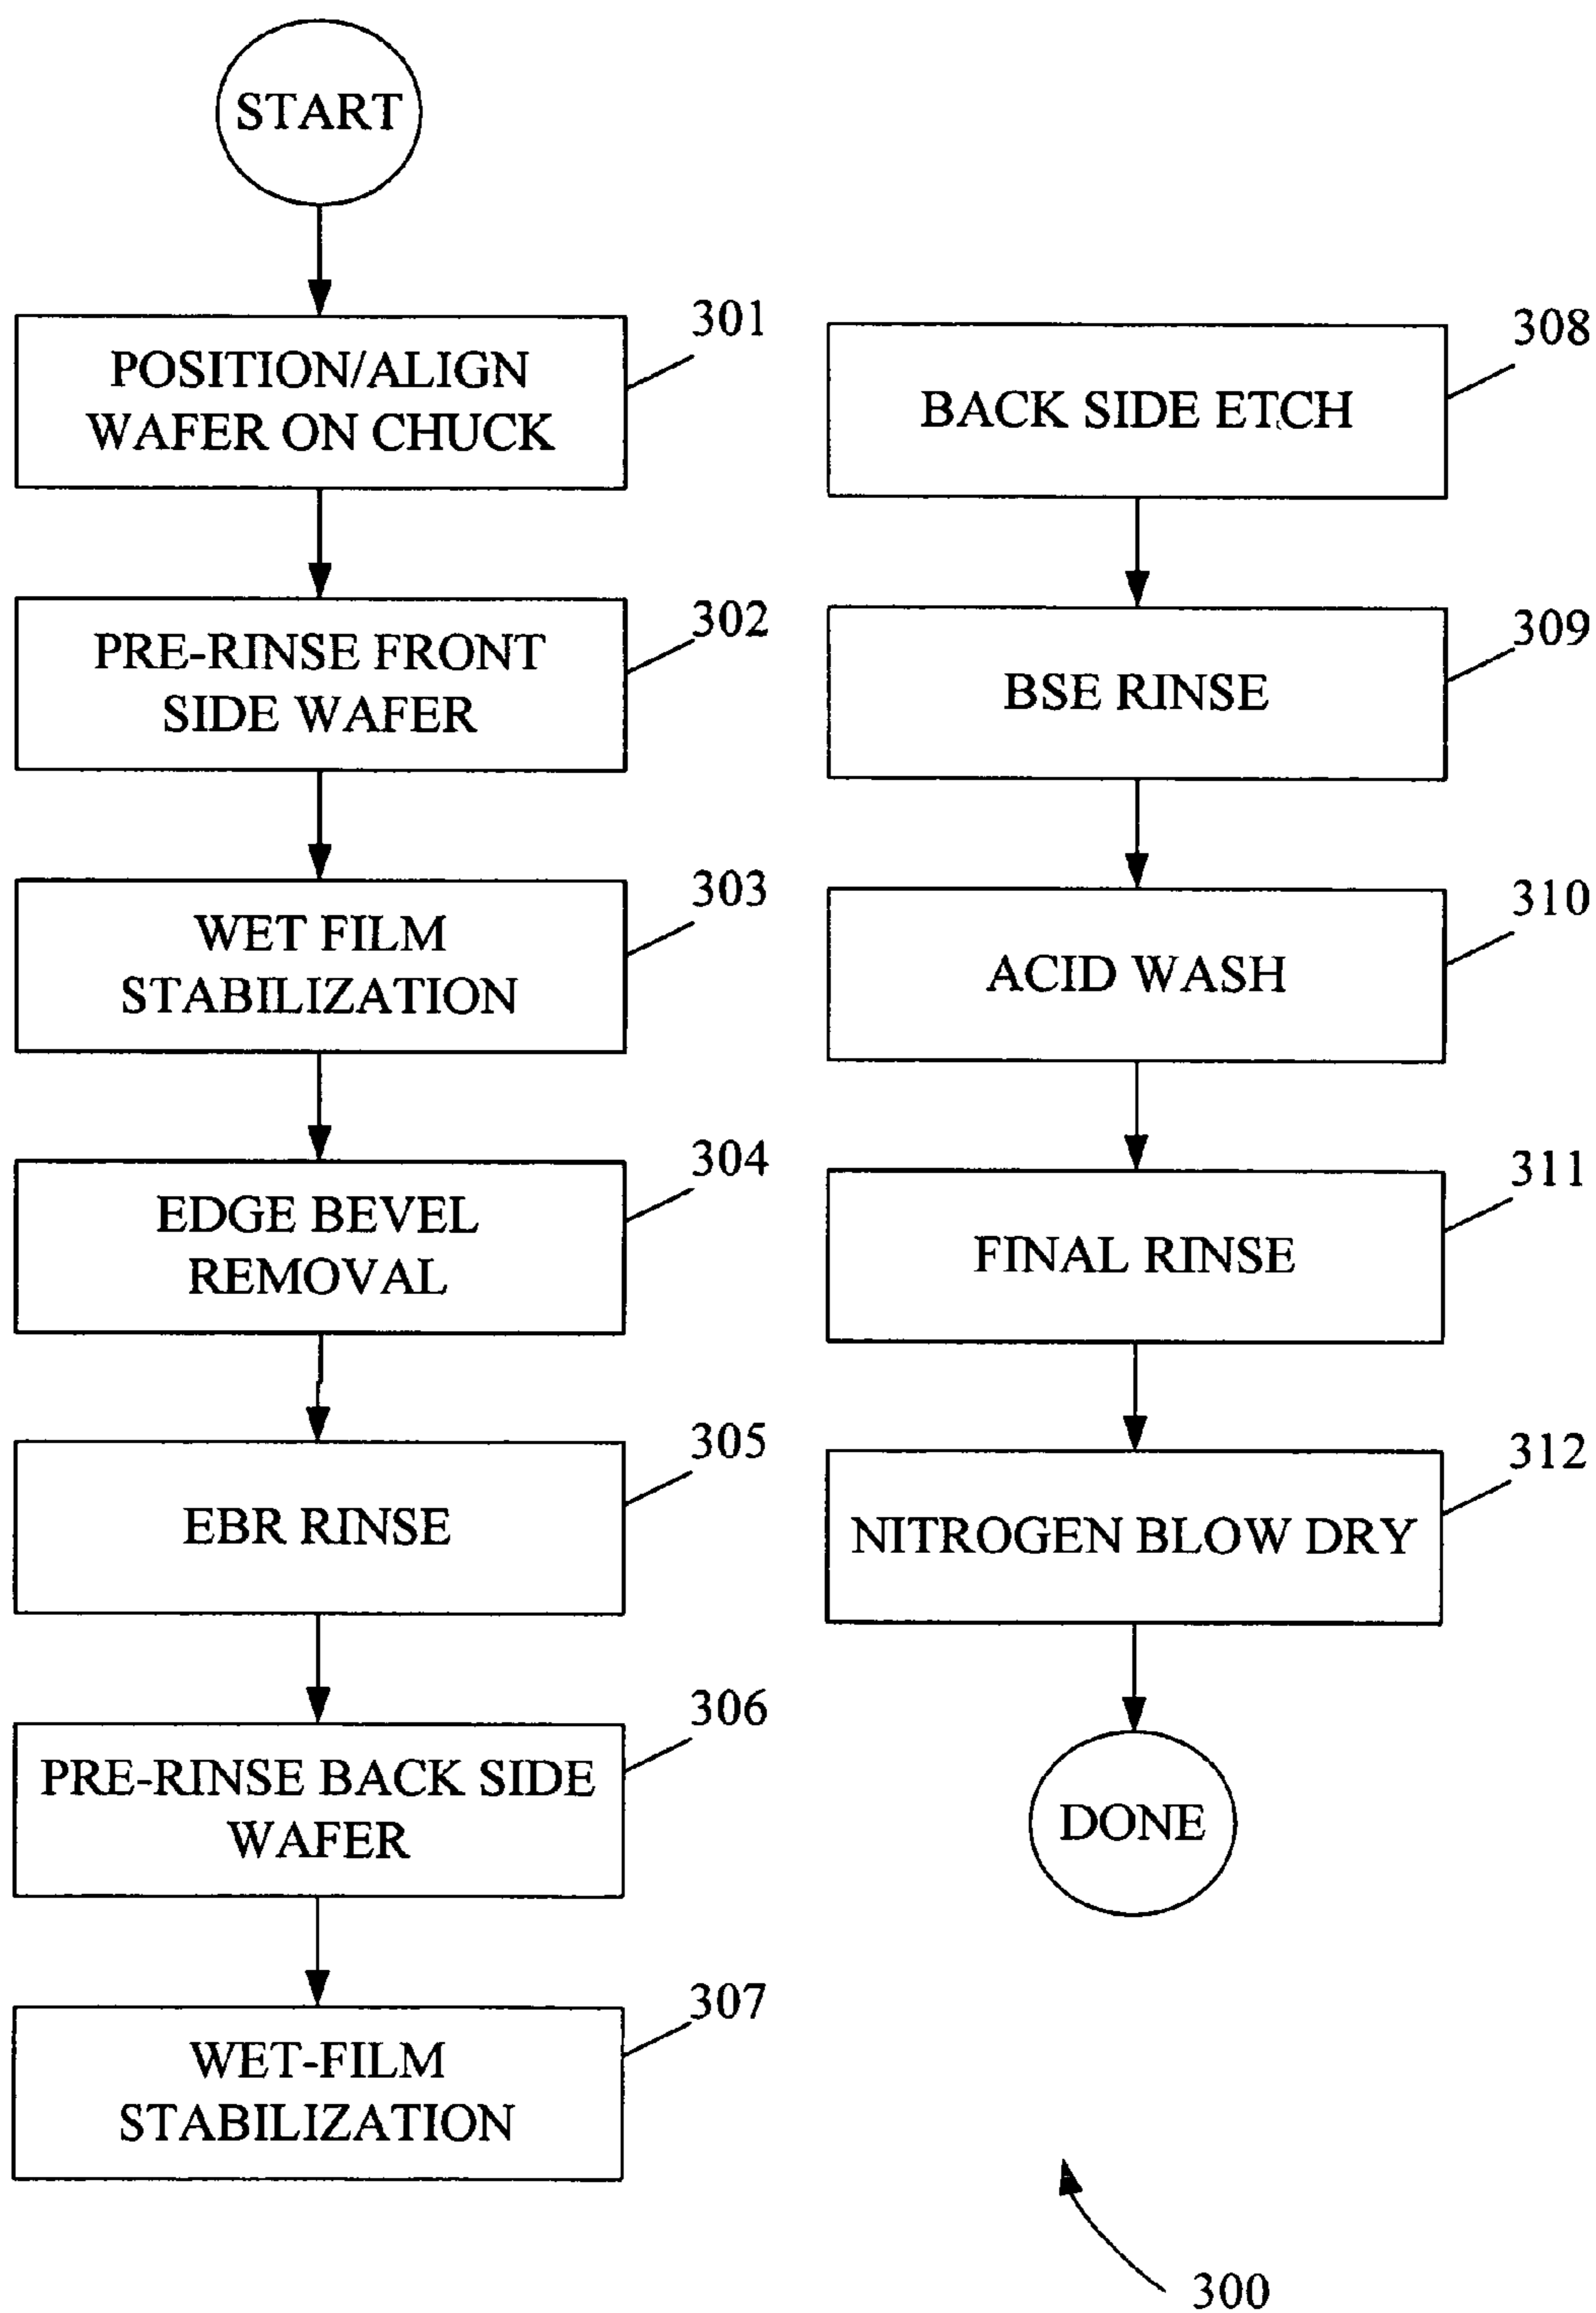 START
301
POSITION/ALIGN
WAFER ON CHUCK
302
PRE-RINSE FRONT
SIDE WAFER
303
WET FILM
STABILIZATION
304
EDGE BEVEL
REMOVAL
305
EBR RINSE
306
PRE-RINSE BACK SIDE
WAFER
307
WET-FILM
STABILIZATION
308
BACK SIDE ETCH
309
BSE RINSE
310
ACID WASH
311
FINAL RINSE
312
NITROGEN BLOW DRY
DONE
300